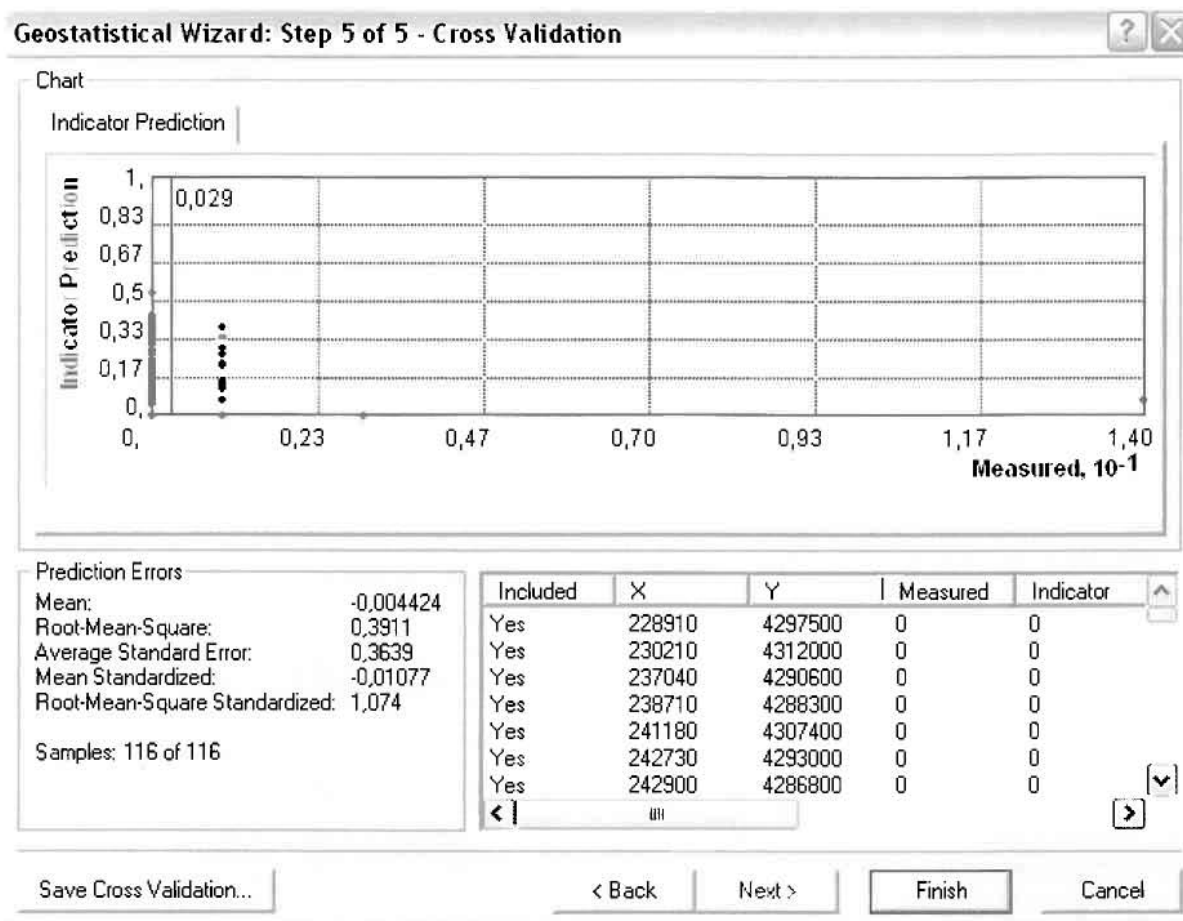 Geostatistical Wizard: Step 5 of 5 - Cross Validation
?
Chart
Indicator Prediction
Indicator Prediction
1,
0,83
0,67
0,5
0,33
0,17
0,
0,029
0, 0,23 0,47 0,70 0,93 1,17 1,40
Measured, 10-1
Prediction Errors
Mean: -0,004424
Root-Mean-Square: 0,3911
Average Standard Error: 0,3639
Mean Standardized: -0,01077
Root-Mean-Square Standardized: 1,074
Samples: 116 of 116
Included X Y Measured Indicator
Yes 228910 4297500 0 0
Yes 230210 4312000 0 0
Yes 237040 4290600 0 0
Yes 238710 4288300 0 0
Yes 241180 4307400 0 0
Yes 242730 4293000 0 0
Yes 242900 4286800 0 0
Save Cross Validation... < Back Next > Finish Cancel